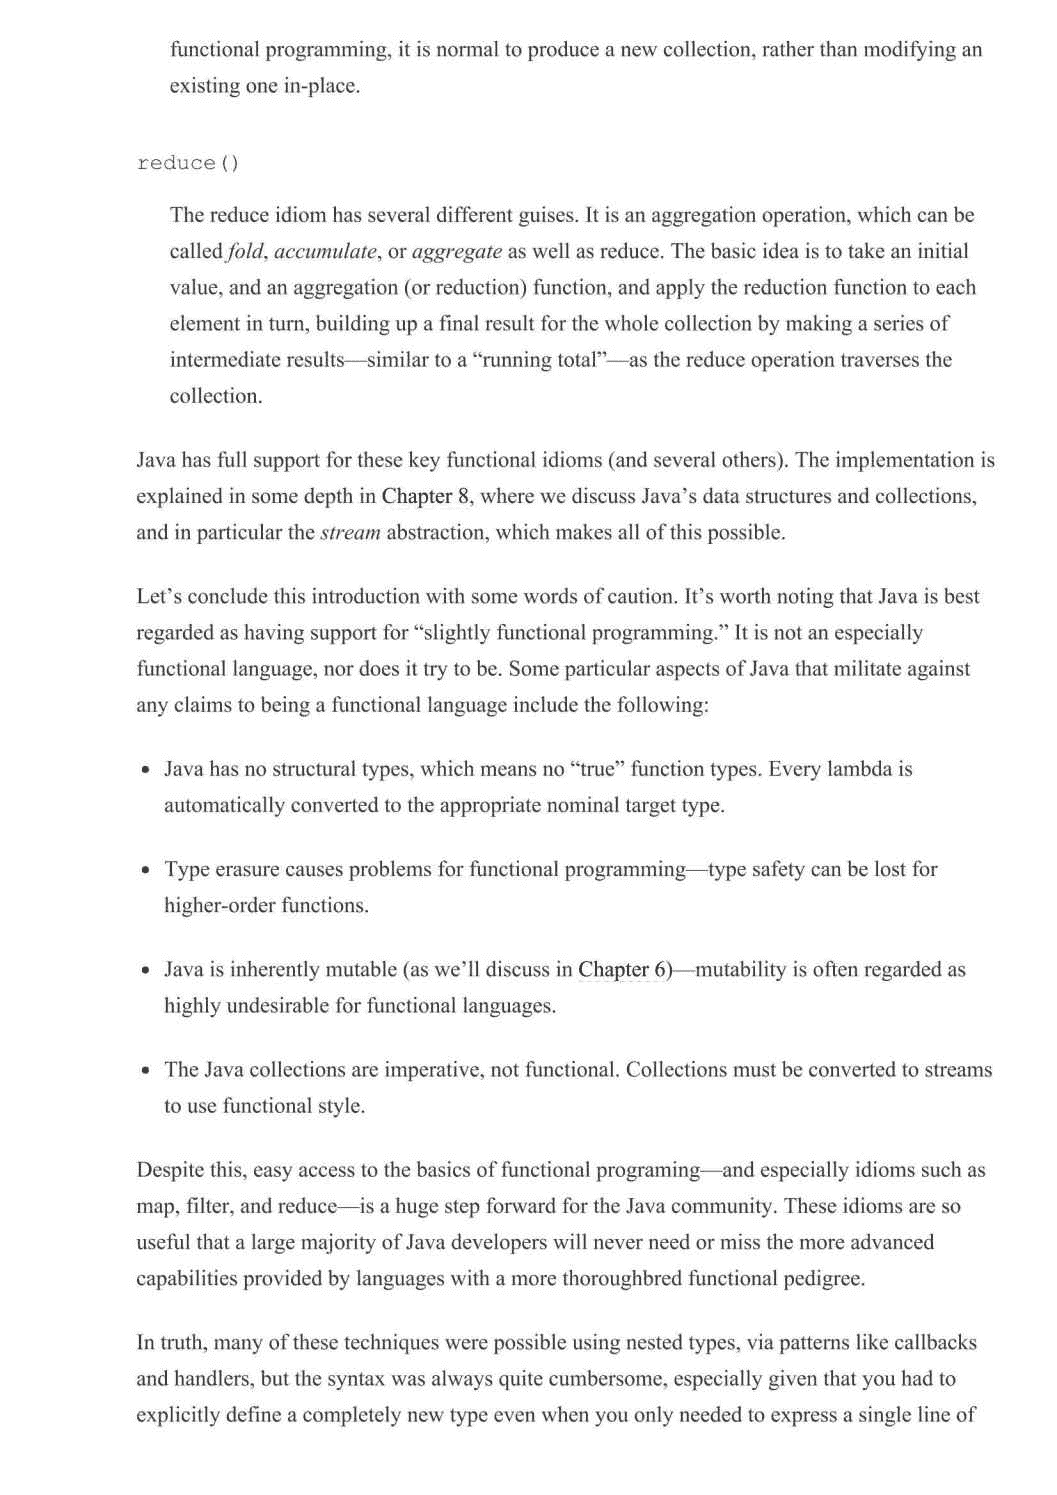 functional programming, it is normal to produce a new collection, rather than modifying an
existing one in-place.
reduce()
The reduce idiom has several different guises. It is an aggregation operation, which can be
called fold, accumulate, or aggregate as well as reduce. The basic idea is to take an initial
value, and an aggregation (or reduction) function, and apply the reduction function to each
element in turn, building up a final result for the whole collection by making a series of
intermediate results—similar to a “running total”—as the reduce operation traverses the
collection.
Java has full support for these key functional idioms (and several others). The implementation is
explained in some depth in Chapter 8, where we discuss Java’s data structures and collections,
and in particular the stream abstraction, which makes all of this possible.
Let’s conclude this introduction with some words of caution. It’s worth noting that Java is best
regarded as having support for “slightly functional programming.” It is not an especially
functional language, nor does it try to be. Some particular aspects of Java that militate against
any claims to being a functional language include the following:
• Java has no structural types, which means no “true” function types. Every lambda is
automatically converted to the appropriate nominal target type.
• Type erasure causes problems for functional programming—type safety can be lost for
higher-order functions.
• Java is inherently mutable (as we’ll discuss in Chapter 6)—mutability is often regarded as
highly undesirable for functional languages.
• The Java collections are imperative, not functional. Collections must be converted to streams
to use functional style.
Despite this, easy access to the basics of functional programing—and especially idioms such as
map, filter, and reduce—is a huge step forward for the Java community. These idioms are so
useful that a large majority of Java developers will never need or miss the more advanced
capabilities provided by languages with a more thoroughbred functional pedigree.
In truth, many of these techniques were possible using nested types, via patterns like callbacks
and handlers, but the syntax was always quite cumbersome, especially given that you had to
explicitly define a completely new type even when you only needed to express a single line of